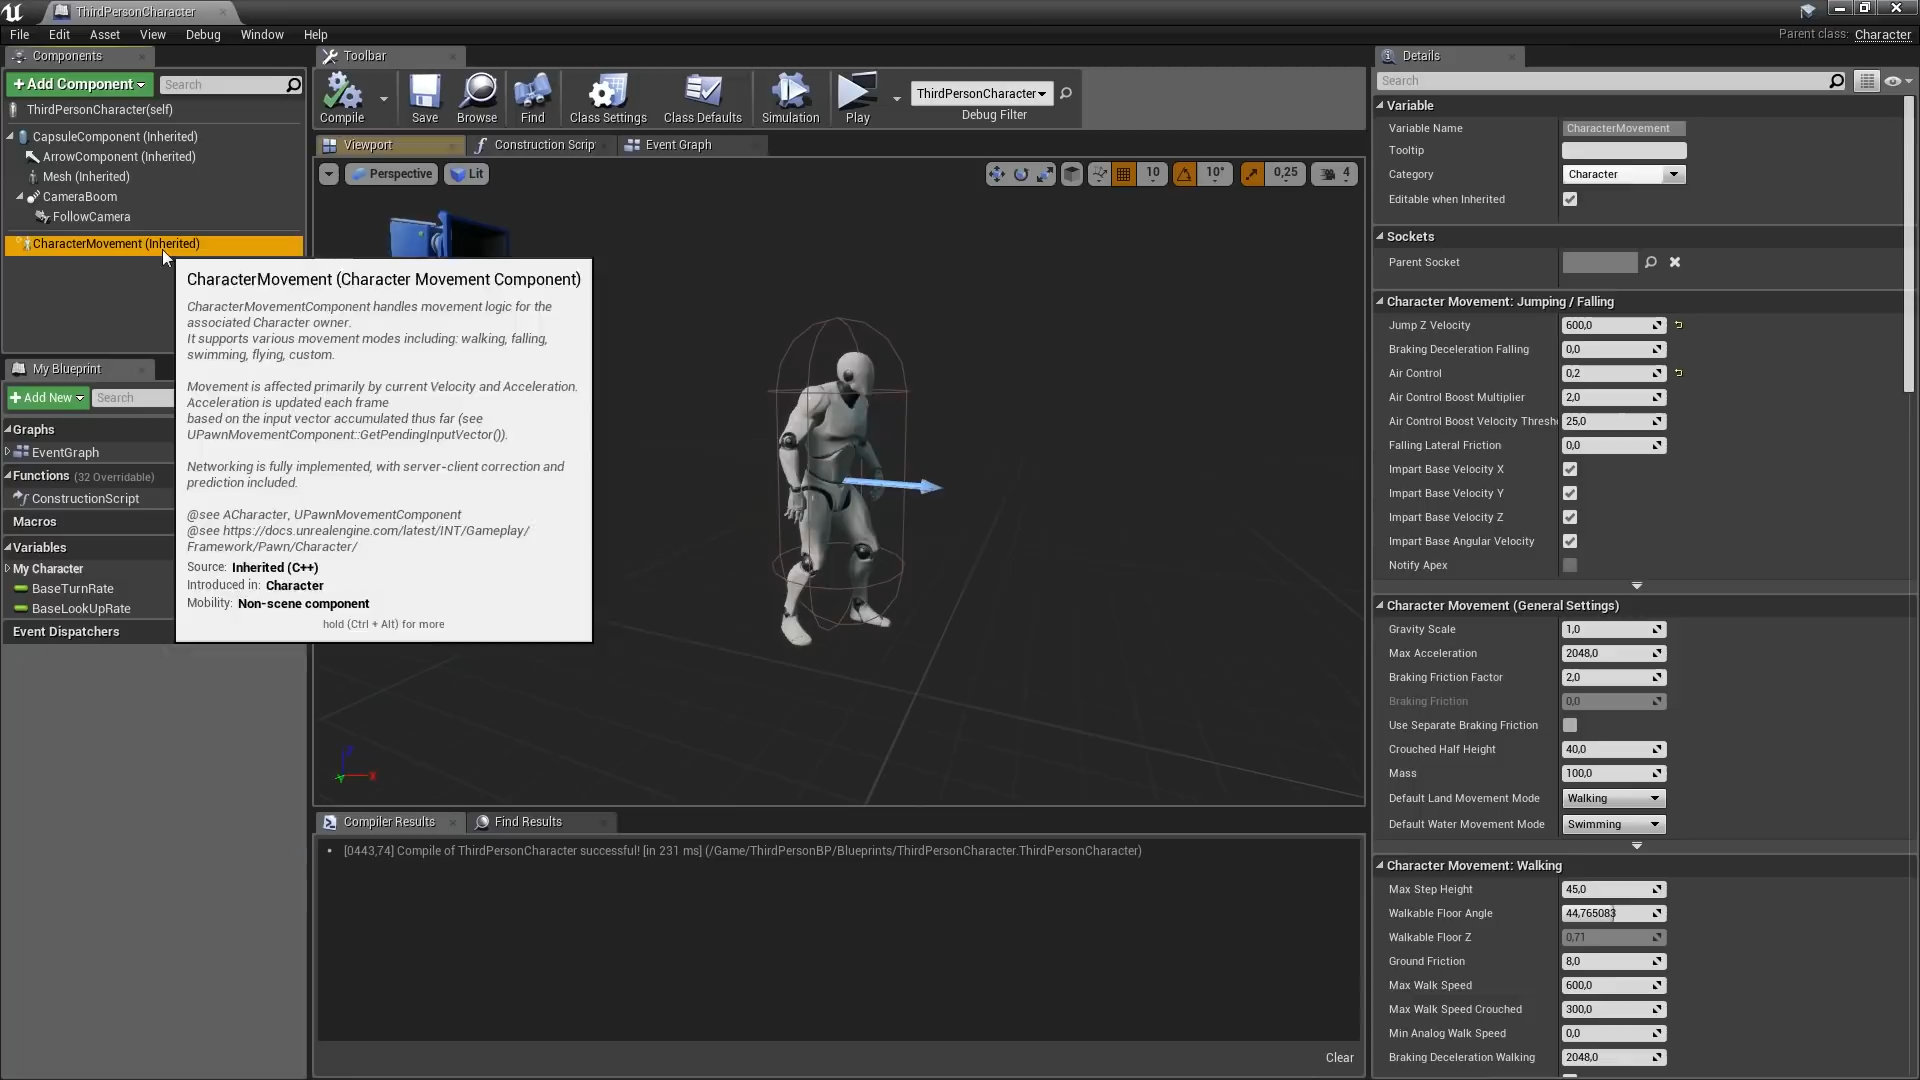 ThirdPersonCharacter
File Edit Asset View Debug Window Help
Parent class: Character
Components
+Add Component
Search
ThirdPersonCharacter(self)
CapsuleComponent (Inherited)
ArrowComponent (Inherited)
Mesh (Inherited)
CameraBoom
FollowCamera
CharacterMovement (Inherited)
CharacterMovement (Character Movement Component)
CharacterMovementComponent handles movement logic for the
associated Character owner.
It supports various movement modes including: walking, falling,
swimming, flying, custom.
Movement is affected primarily by current Velocity and Acceleration.
Acceleration is updated each frame
based on the input vector accumulated thus far (see
UPawnMovementComponent::GetPendingInputVector()).
Networking is fully implemented, with server-client correction and
prediction included.
@see ACharacter, UPawnMovementComponent
@see https://docs.unrealengine.com/latest/INT/Gameplay/
Framework/Pawn/Character/
Source: Inherited (C++)
Introduced in: Character
Mobility: Non-scene component
hold (Ctrl + Alt) for more
My Blueprint
+Add New
Search
Graphs
EventGraph
Functions (32 Overridable)
ConstructionScript
Macros
Variables
My Character
BaseTurnRate
BaseLookUpRate
Event Dispatchers
Toolbar
Compile
Save
Browse
Find
Class Settings
Class Defaults
Simulation
Play
ThirdPersonCharacter
Debug Filter
Viewport
Construction Scrip
Event Graph
Perspective
Lit
10
10°
0,25
4
Compiler Results
Find Results
[0443,74] Compile of ThirdPersonCharacter successful! [in 231 ms] (/Game/ThirdPersonBP/Blueprints/ThirdPersonCharacter.ThirdPersonCharacter)
Clear
Details
Search
Variable
Variable Name CharacterMovement
Tooltip
Category Character
Editable when Inherited
Sockets
Parent Socket
Character Movement: Jumping / Falling
Jump Z Velocity 600,0
Braking Deceleration Falling 0,0
Air Control 0,2
Air Control Boost Multiplier 2,0
Air Control Boost Velocity Thresh 25,0
Falling Lateral Friction 0,0
Impart Base Velocity X
Impart Base Velocity Y
Impart Base Velocity Z
Impart Base Angular Velocity
Notify Apex
Character Movement (General Settings)
Gravity Scale 1,0
Max Acceleration 2048,0
Braking Friction Factor 2,0
Braking Friction 0,0
Use Separate Braking Friction
Crouched Half Height 40,0
Mass 100,0
Default Land Movement Mode Walking
Default Water Movement Mode Swimming
Character Movement: Walking
Max Step Height 45,0
Walkable Floor Angle 44,765083
Walkable Floor Z 0,71
Ground Friction 8,0
Max Walk Speed 600,0
Max Walk Speed Crouched 300,0
Min Analog Walk Speed 0,0
Braking Deceleration Walking 2048,0